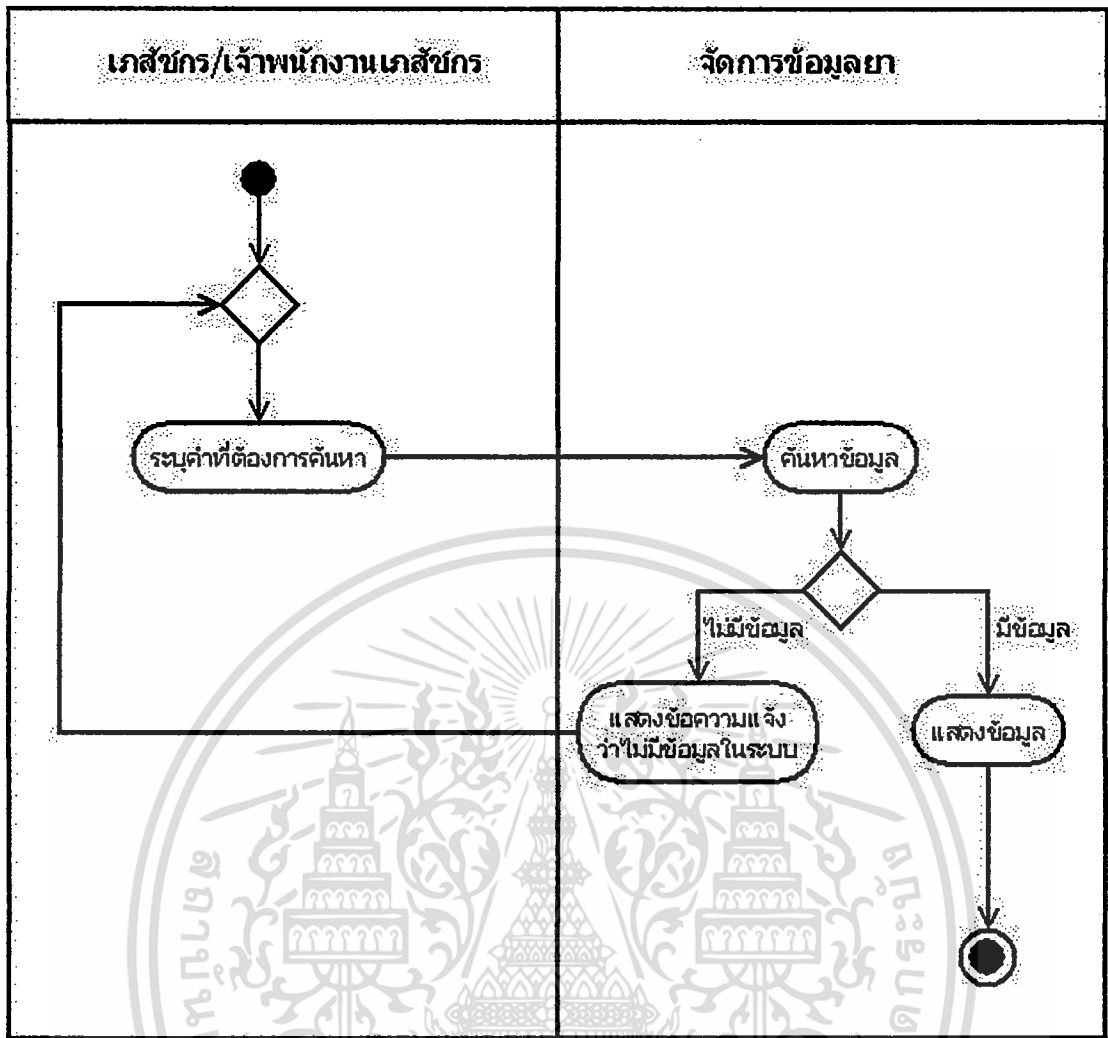 เภสัชกร/เจ้าพนักงานเภสัชกร
จัดการข้อมูลยา
ระบุคำที่ต้องการค้นหา
ค้นหาข้อมูล
ไม่มีข้อมูล
มีข้อมูล
แสดงข้อความแจ้ง
ว่าไม่มีข้อมูลในระบบ
แสดงข้อมูล